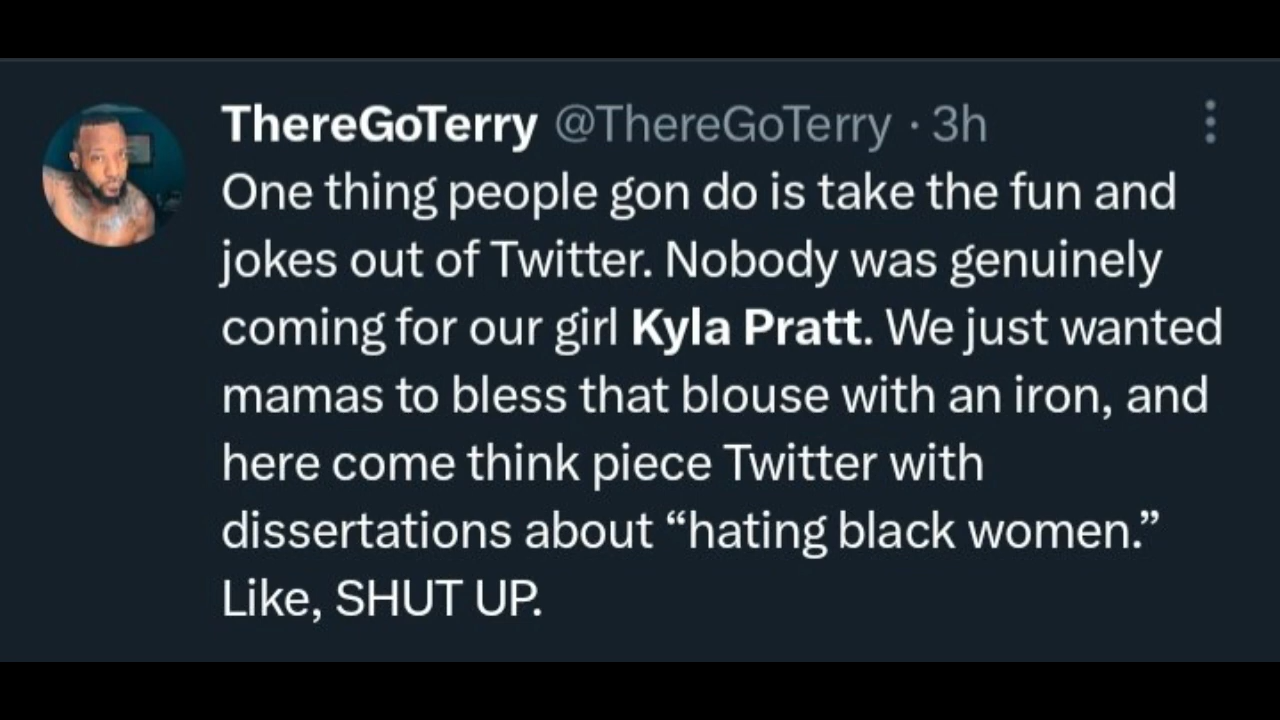 ThereGoTerry @ThereGoTerry · 3h
One thing people gon do is take the fun and
jokes out of Twitter. Nobody was genuinely
coming for our girl Kyla Pratt. We just wanted
mamas to bless that blouse with an iron, and
here come think piece Twitter with
dissertations about “hating black women.”
Like, SHUT UP.